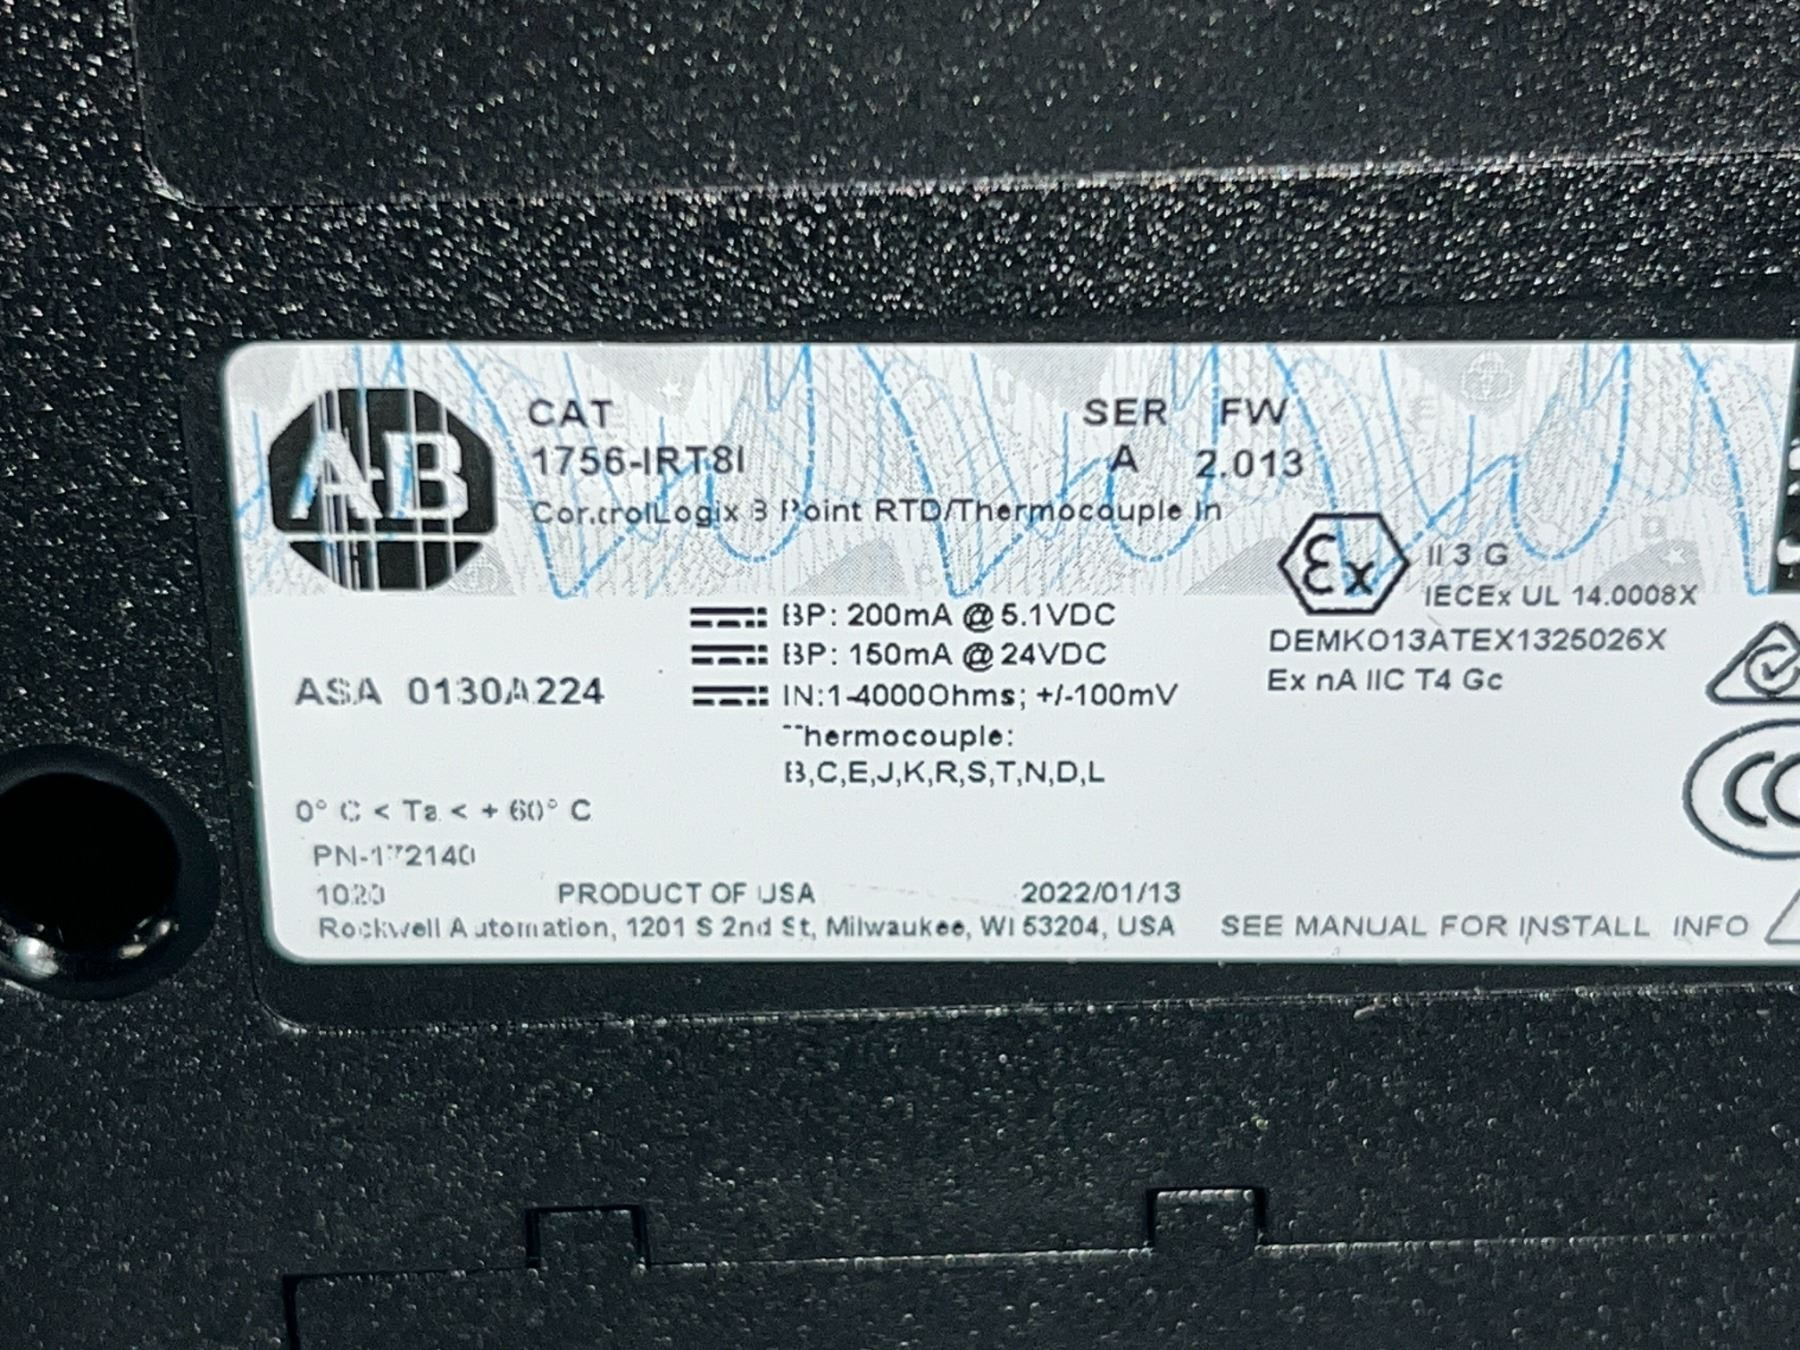 AB
CAT SER FW
1756-IRT8I A 2.013
ControlLogix 8 Point RTD/Thermocouple In
Ex II 3 G
IECEx UL 14.0008X
DEMKO13ATEX1325026X
Ex nA IIC T4 Gc
BP: 200mA @ 5.1VDC
BP: 150mA @ 24VDC
IN:1-4000Ohms; +/-100mV
Thermocouple:
B,C,E,J,K,R,S,T,N,D,L
ASA 0130A224
0° C < Ta < + 60° C
PN-172140
PRODUCT OF USA 2022/01/13
Rockwell Automation, 1201 S 2nd St, Milwaukee, WI 53204, USA SEE MANUAL FOR INSTALL INFO